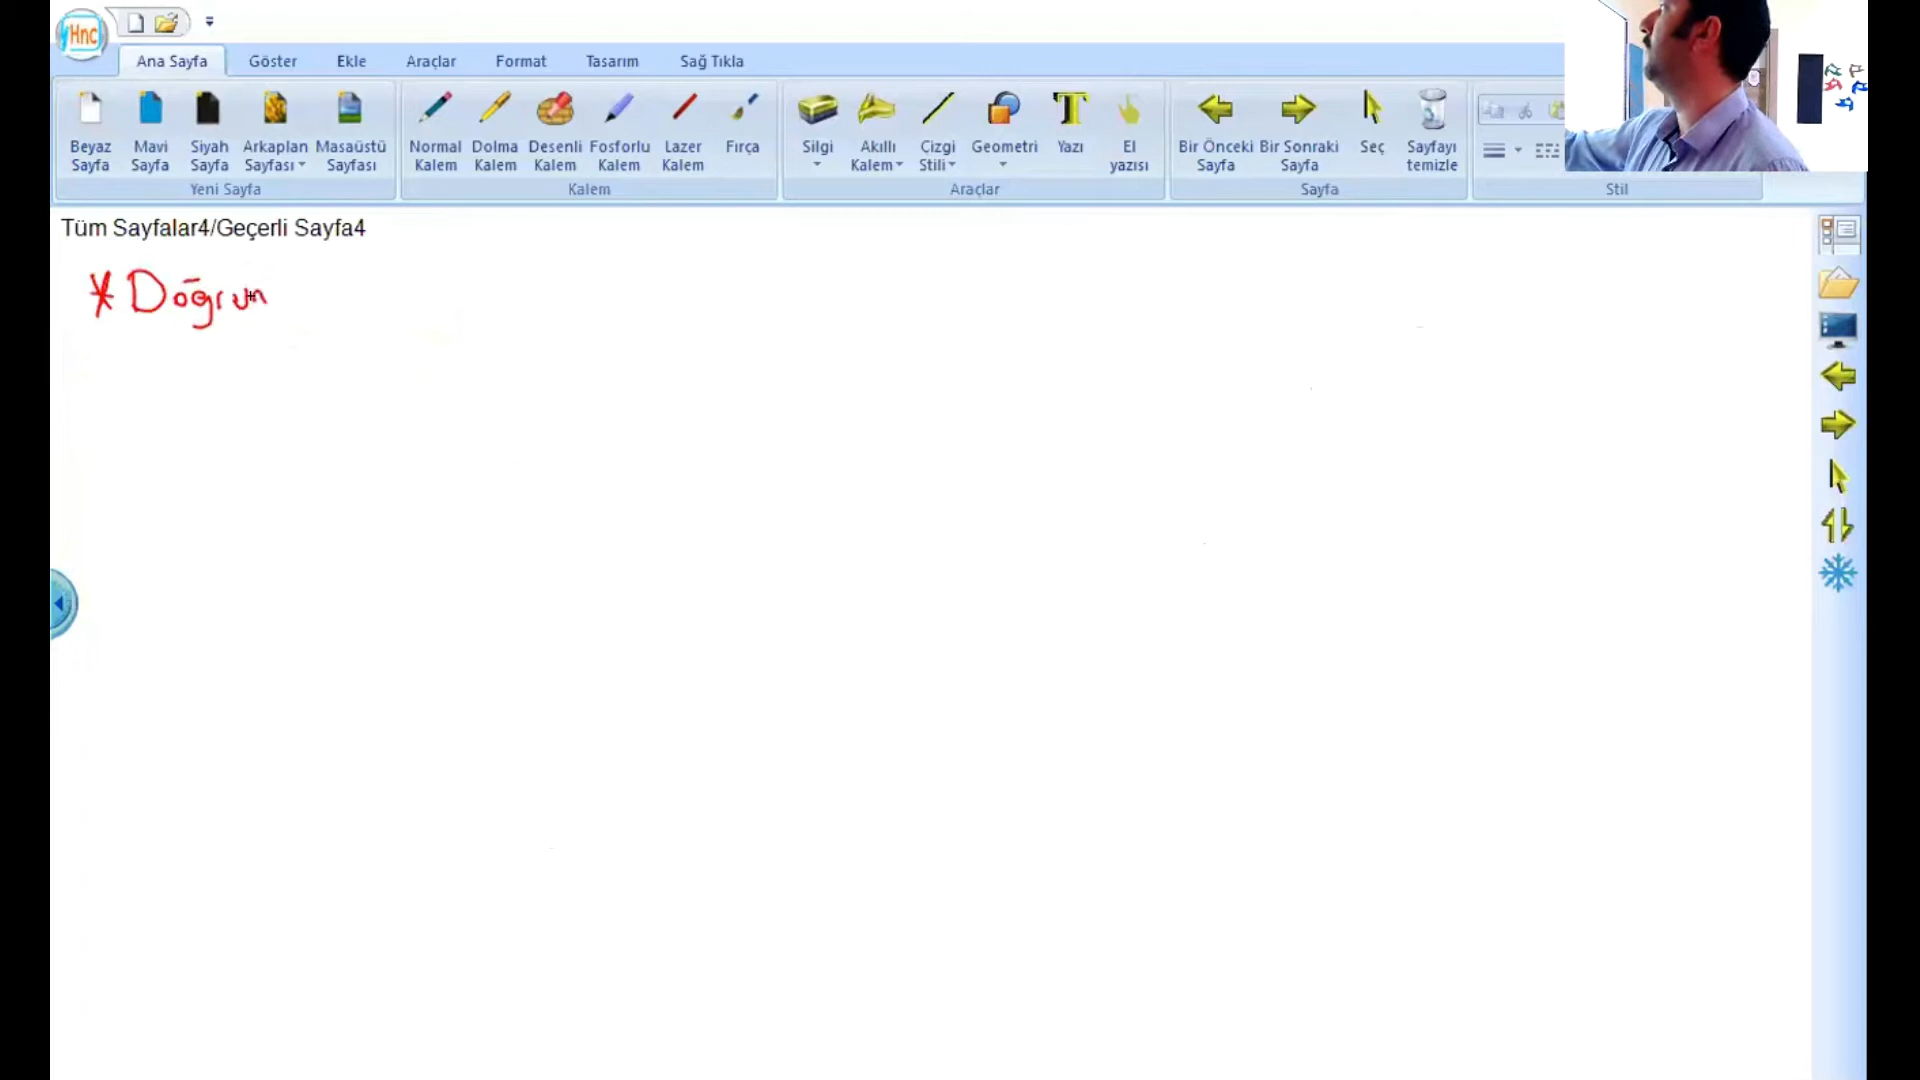 Hnc
Ana Sayfa Göster Ekle Araçlar Format Tasarım Sağ Tıkla
Beyaz Sayfa Mavi Sayfa Siyah Sayfa Arkaplan Sayfası Masaüstü Sayfası Normal Kalem Dolma Kalem Desenli Kalem Fosforlu Kalem Lazer Kalem Fırça Silgi Akıllı Kalem Çizgi Stili Geometri Yazı El yazısı Bir Önceki Sayfa Bir Sonraki Sayfa Seç Sayfayı temizle
Yeni Sayfa Kalem Araçlar Sayfa Stil
Tüm Sayfalar4/Geçerli Sayfa4
* Doğrun